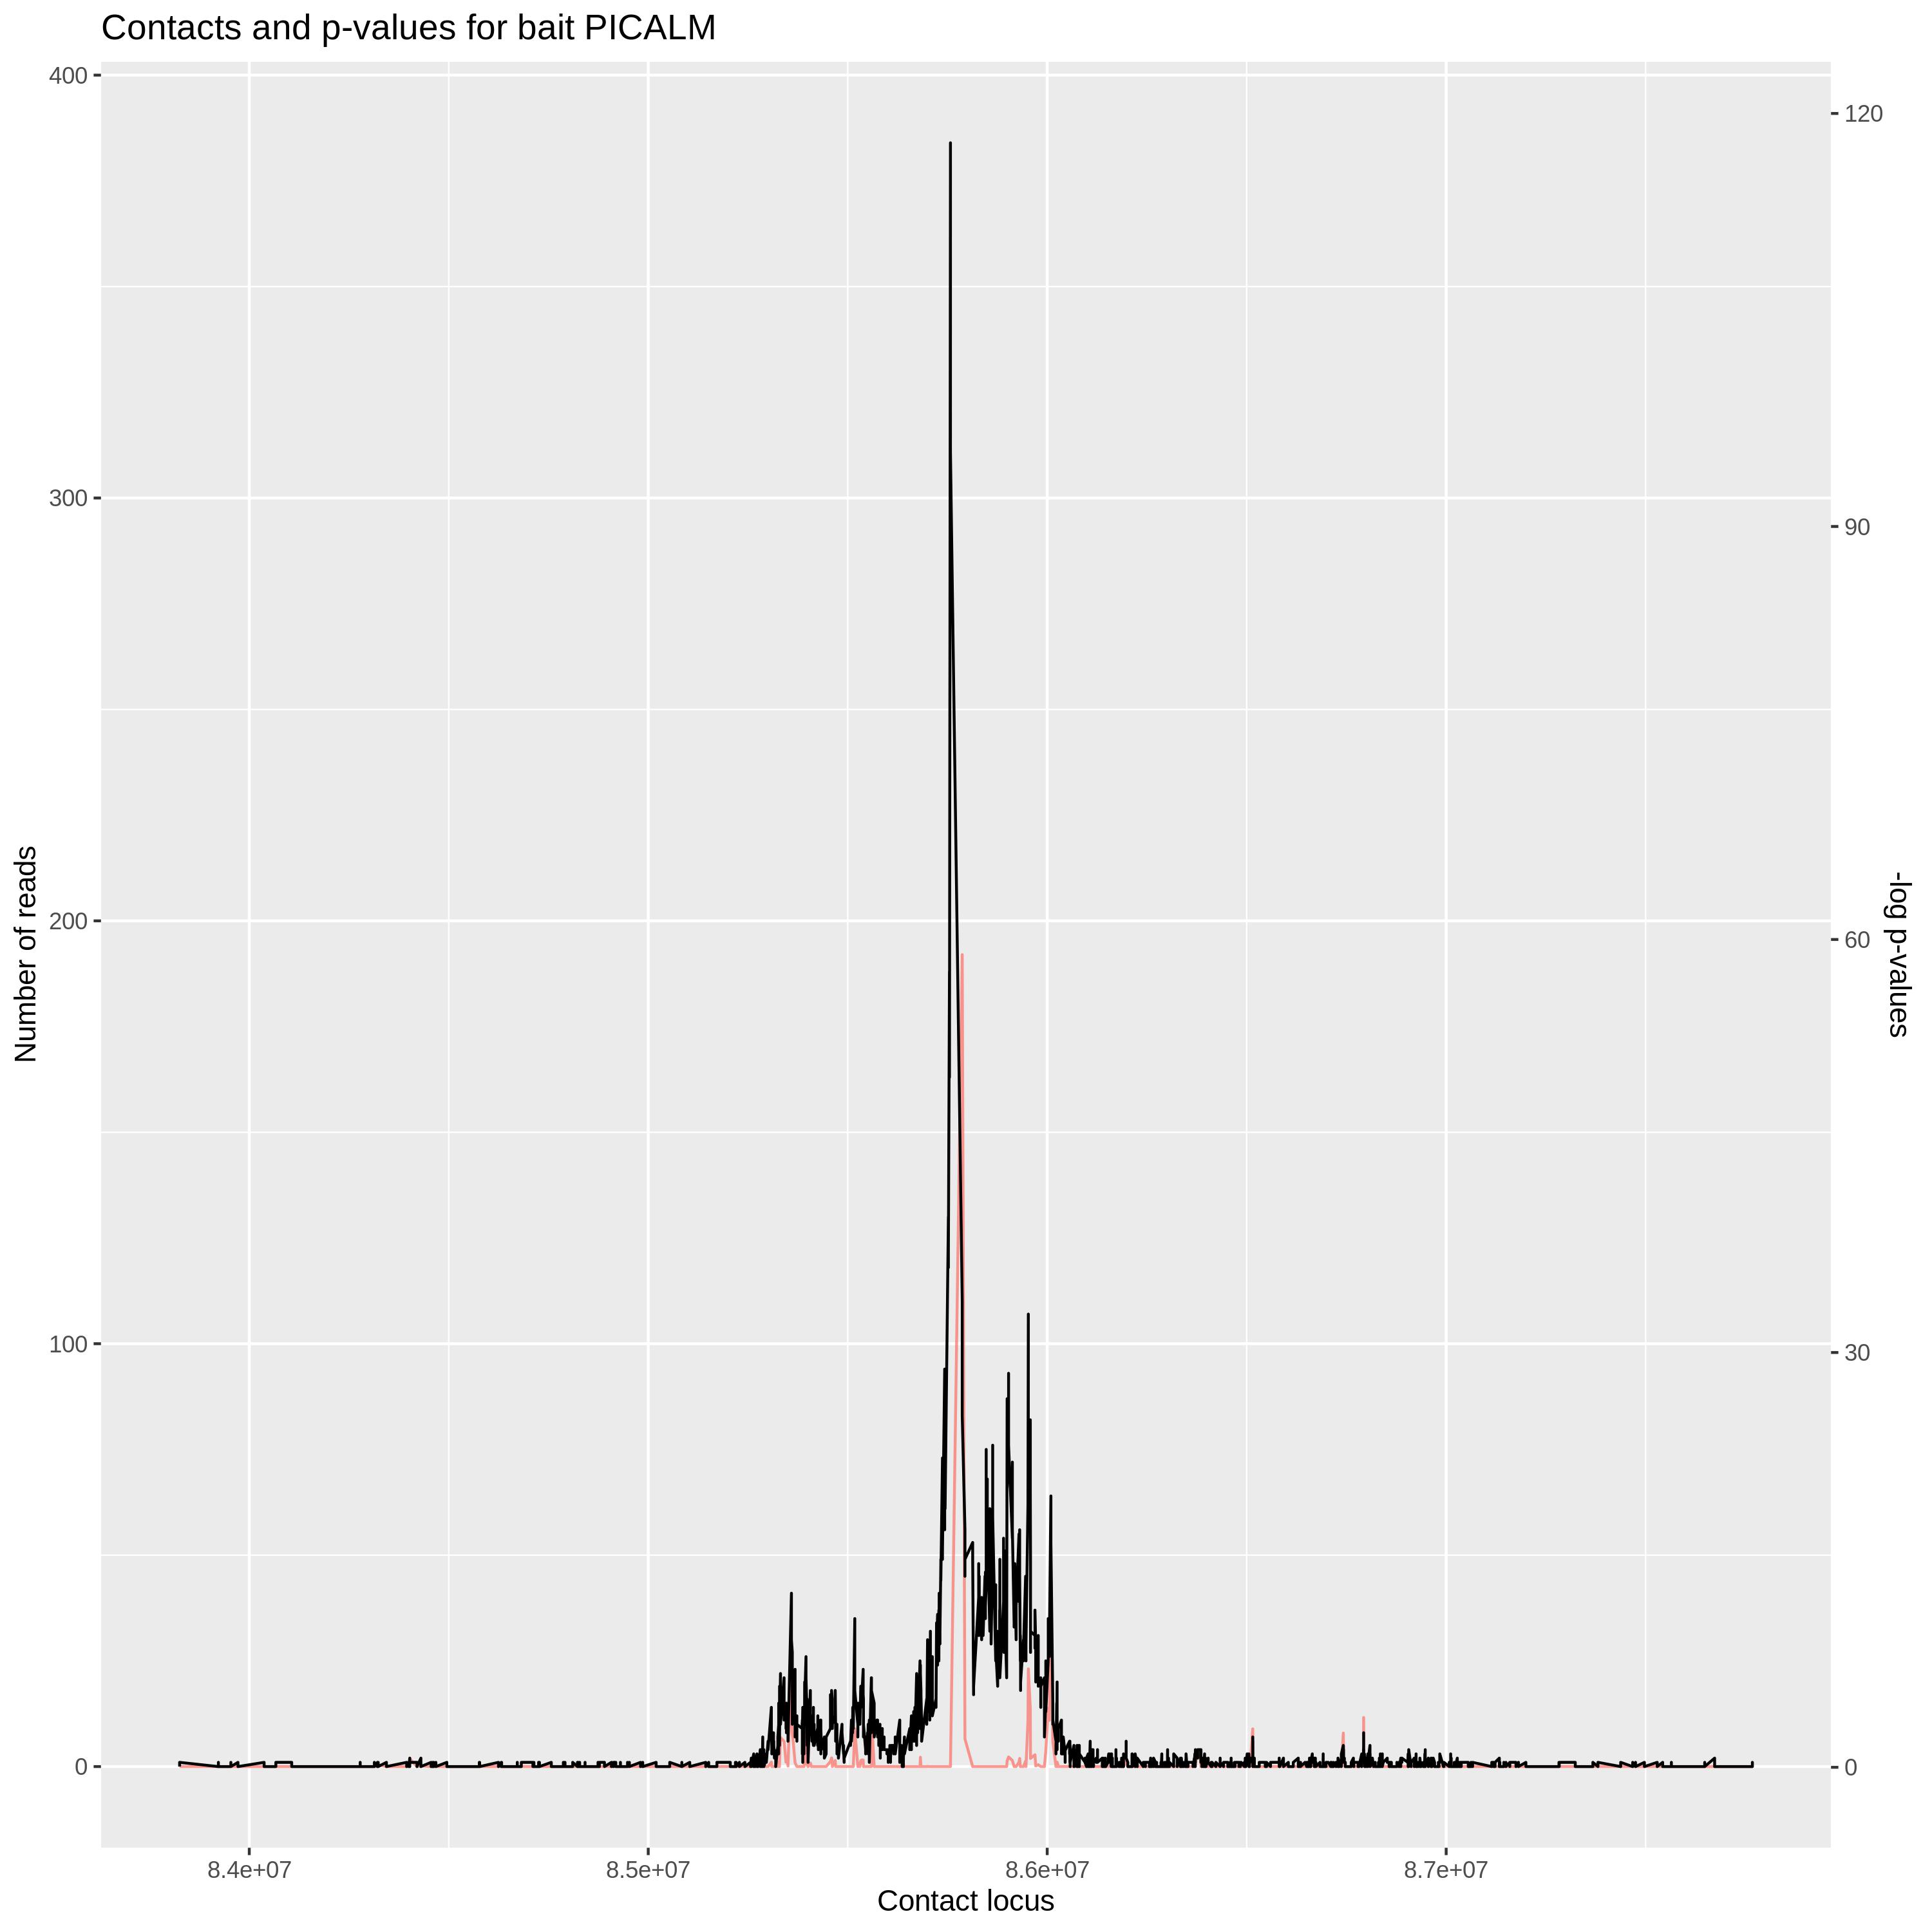 Contacts and p-values for bait PICALM
400
300
200
100
0
Number of reads
120
90
60
30
0
-log p-values
8.4e+07
8.5e+07
8.6e+07
8.7e+07
Contact locus